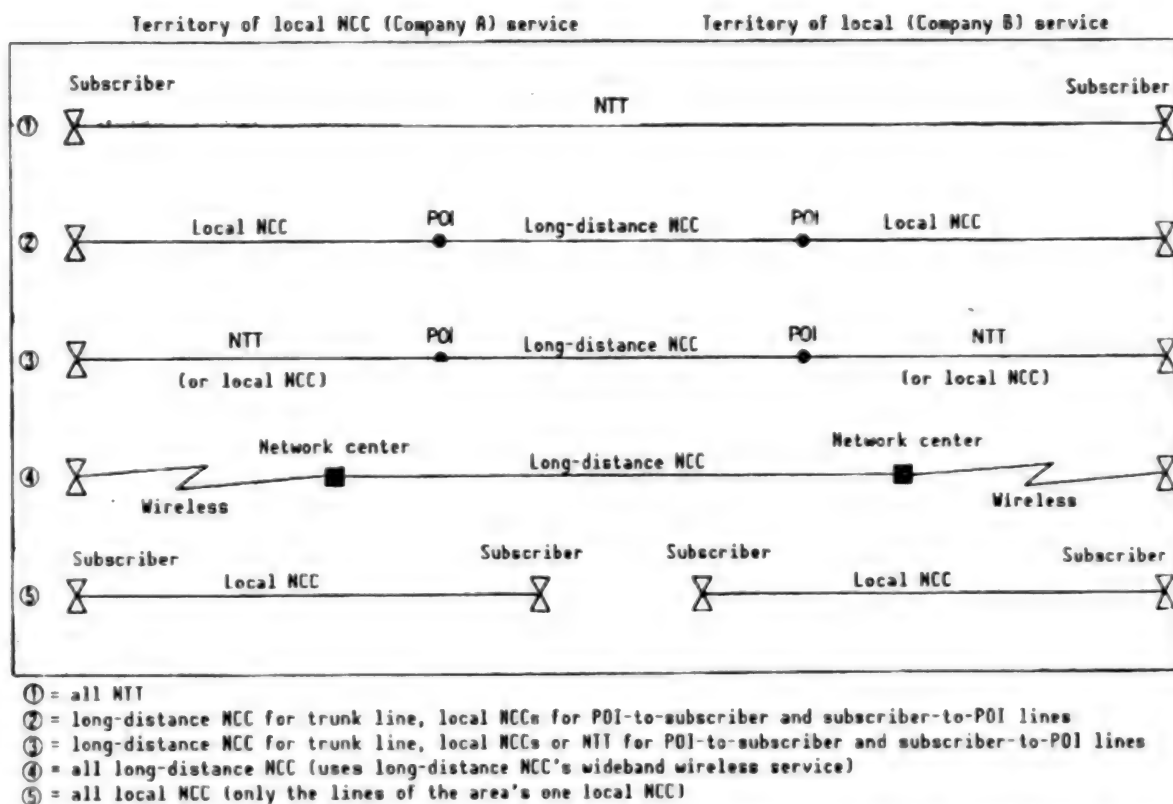 Territory of local NCC (Company A) service
Territory of local (Company B) service
Subscriber
Subscriber
NTT
①
Local NCC
POI
Long-distance NCC
POI
Local NCC
②
NTT
POI
Long-distance NCC
POI
NTT
③
(or local NCC)
(or local NCC)
Network center
Network center
Long-distance NCC
④
Wireless
Wireless
Subscriber
Subscriber
Subscriber
Subscriber
Local NCC
Local NCC
⑤
① = all NTT
② = long-distance NCC for trunk line, local NCCs for POI-to-subscriber and subscriber-to-POI lines
③ = long-distance NCC for trunk line, local NCCs or NTT for POI-to-subscriber and subscriber-to-POI lines
④ = all long-distance NCC (uses long-distance NCC's wideband wireless service)
⑤ = all local NCC (only the lines of the area's one local NCC)